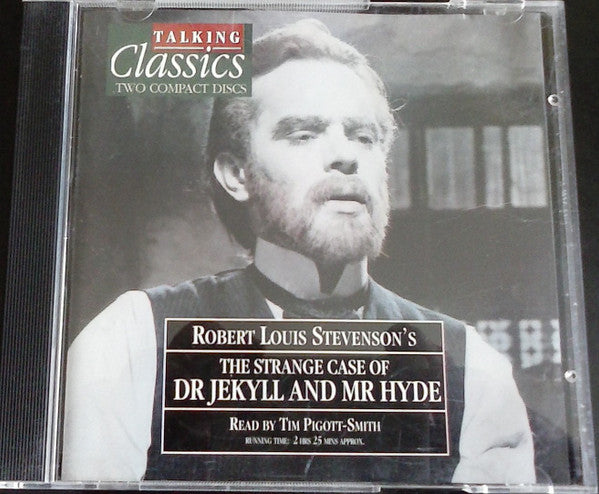 TALKING
Classics
TWO COMPACT DISCS
ROBERT LOUIS STEVENSON'S
THE STRANGE CASE OF
DR JEKYLL AND MR HYDE
READ BY TIM PIGOTT-SMITH
RUNNING TIME: 2 HRS 25 MINS APPROX.